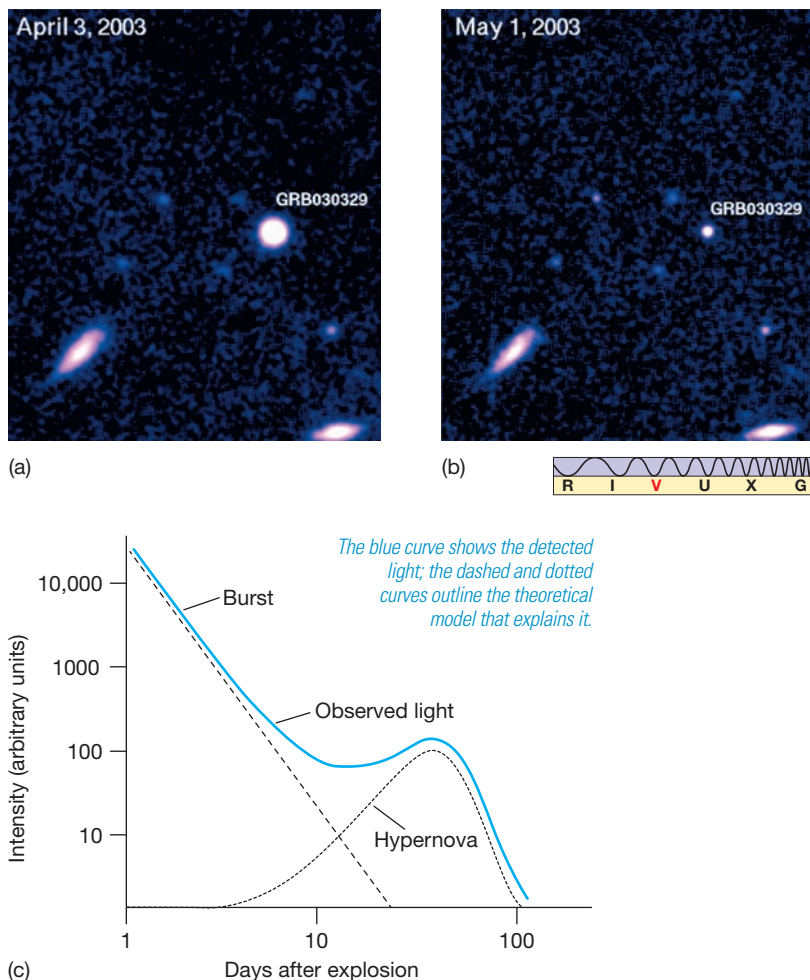 April 3, 2003
GRB030329
(a)
May 1, 2003
GRB030329
(b)
R I V U X G
The blue curve shows the detected
light; the dashed and dotted
curves outline the theoretical
model that explains it.
Intensity (arbitrary units)
10,000
1000
100
10
Burst
Observed light
Hypernova
1 10 100
Days after explosion
(c)